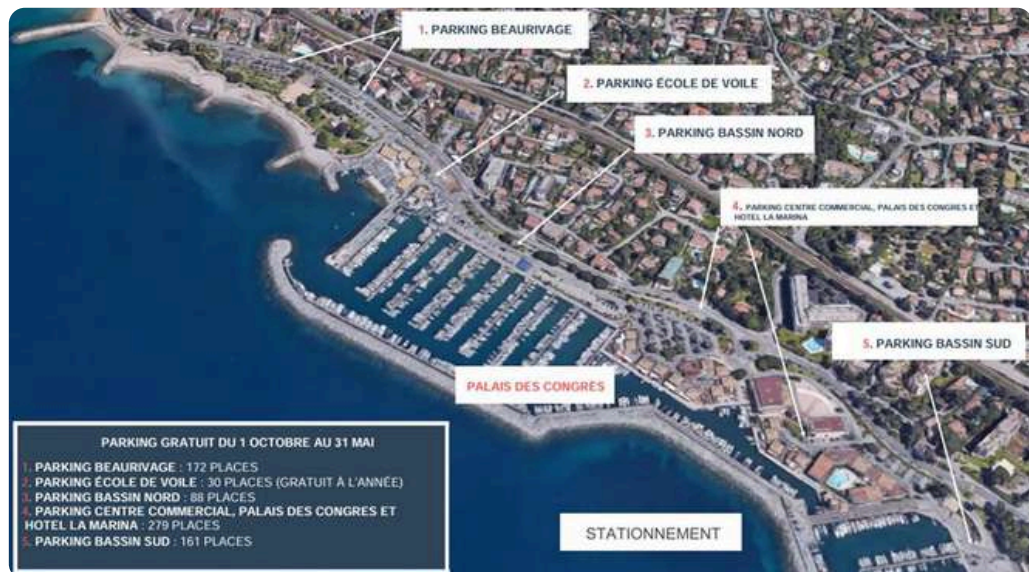 1. PARKING BEAURIVAGE
2. PARKING ÉCOLE DE VOILE
3. PARKING BASSIN NORD
4. PARKING CENTRE COMMERCIAL, PALAIS DES CONGRES ET
HOTEL LA MARINA
5. PARKING BASSIN SUD
PALAIS DES CONGRÈS
PARKING GRATUIT DU 1 OCTOBRE AU 31 MAI
1. PARKING BEAURIVAGE : 172 PLACES
2. PARKING ÉCOLE DE VOILE : 30 PLACES (GRATUIT À L'ANNÉE)
3. PARKING BASSIN NORD : 88 PLACES
4. PARKING CENTRE COMMERCIAL, PALAIS DES CONGRES ET
HOTEL LA MARINA : 279 PLACES
5. PARKING BASSIN SUD : 161 PLACES
STATIONNEMENT